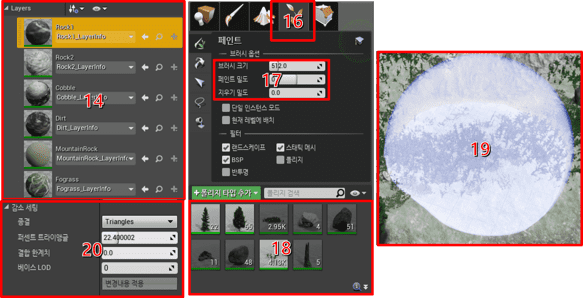 Layers
Rock1
Rock1_LayerInfo
Rock2
Rock2_LayerInfo
Cobble
Cobble_LayerInfo
14
Dirt
Dirt_LayerInfo
MountainRock
MountainRock_LayerInfo
Fograss
Fograss_LayerInfo
감소 세팅
종결
Triangles
퍼센트 트라이앵글
22.400002
20
결합 한계치
0.0
베이스 LOD
0
변경내용 적용
16
페인트
브러시 옵션
브러시 크기
512.0
페인트 밀도
17
지우기 밀도
0.0
단일 인스턴스 모드
현재 레벨에 배치
필터
랜드스케이프
스태틱 메시
BSP
폴리지
반투명
+폴리지 타입 추가
폴리지 검색
22
66
2.95K
4
51
18
11
48
4.13K
5
19